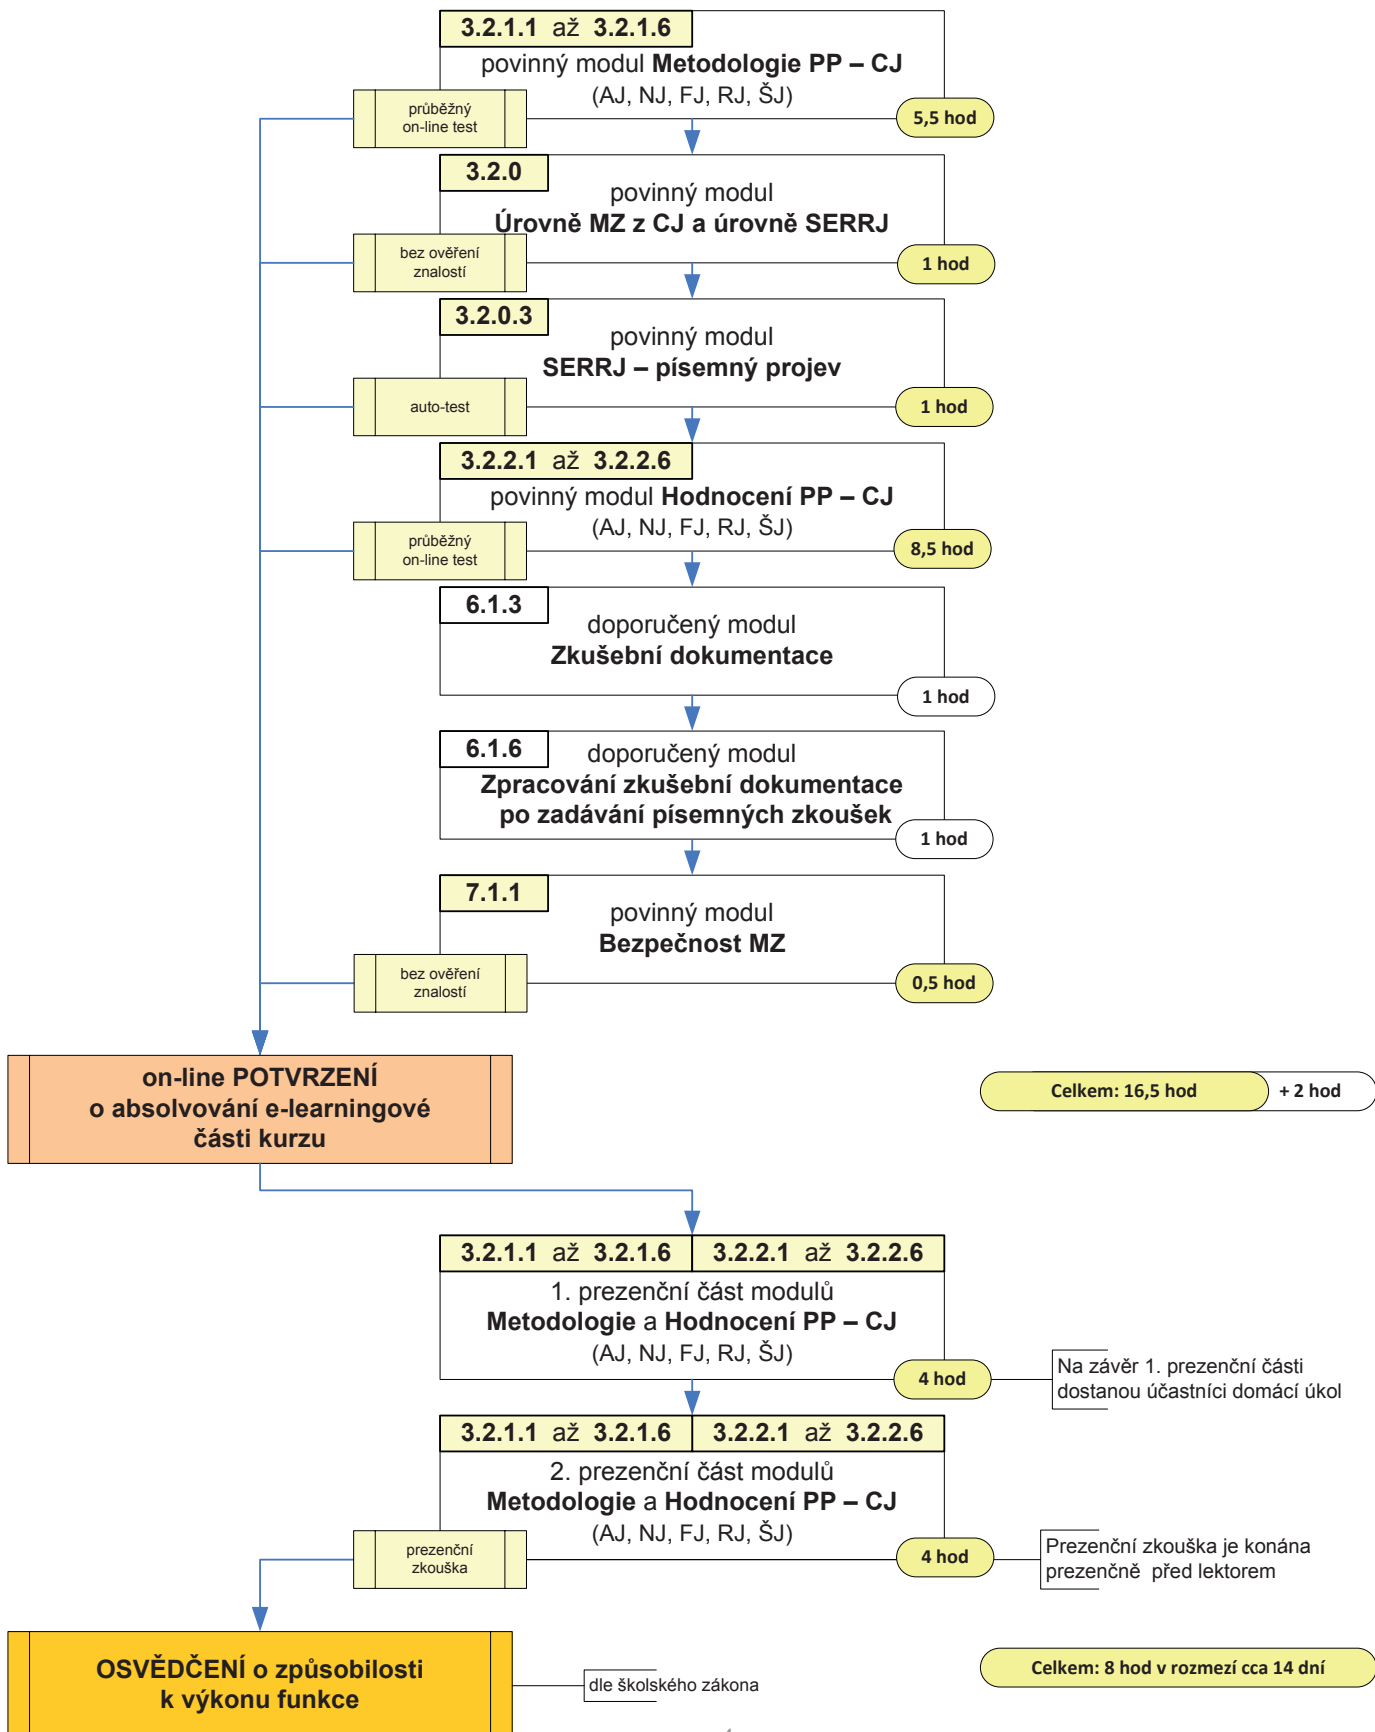 3.2.1.1 až 3.2.1.6
povinný modul Metodologie PP – CJ
(AJ, NJ, FJ, RJ, ŠJ)
průběžný
on-line test
5,5 hod
3.2.0
povinný modul
Úrovně MZ z CJ a úrovně SERRJ
bez ověření
znalostí
1 hod
3.2.0.3
povinný modul
SERRJ – písemný projev
auto-test
1 hod
3.2.2.1 až 3.2.2.6
povinný modul Hodnocení PP – CJ
(AJ, NJ, FJ, RJ, ŠJ)
průběžný
on-line test
8,5 hod
6.1.3
doporučený modul
Zkušební dokumentace
1 hod
6.1.6
doporučený modul
Zpracování zkušební dokumentace
po zadávání písemných zkoušek
1 hod
7.1.1
povinný modul
Bezpečnost MZ
bez ověření
znalostí
0,5 hod
on-line POTVRZENÍ
o absolvování e-learningové
části kurzu
Celkem: 16,5 hod + 2 hod
3.2.1.1 až 3.2.1.6 3.2.2.1 až 3.2.2.6
1. prezenční část modulů
Metodologie a Hodnocení PP – CJ
(AJ, NJ, FJ, RJ, ŠJ)
4 hod
Na závěr 1. prezenční části
dostanou účastníci domácí úkol
3.2.1.1 až 3.2.1.6 3.2.2.1 až 3.2.2.6
2. prezenční část modulů
Metodologie a Hodnocení PP – CJ
(AJ, NJ, FJ, RJ, ŠJ)
prezenční
zkouška
4 hod
Prezenční zkouška je konána
prezenčně před lektorem
OSVĚDČENÍ o způsobilosti
k výkonu funkce
dle školského zákona
Celkem: 8 hod v rozmezí cca 14 dní